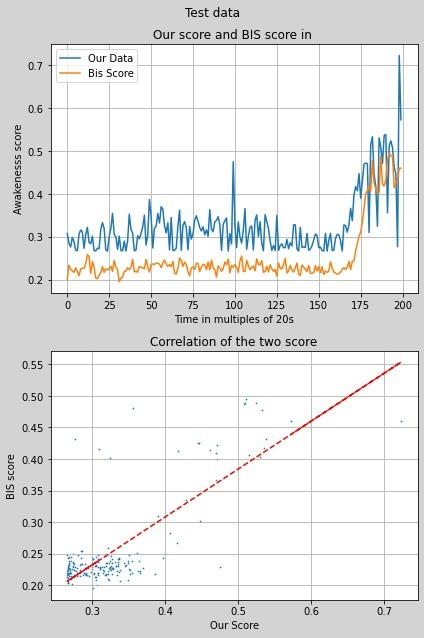 Test data
Our score and BIS score in
Our Data
Bis Score
0.7
0.6
0.5
0.4
0.3
0.2
Awakenesss score
0 25 50 75 100 125 150 175 200
Time in multiples of 20s
Correlation of the two score
0.55
0.50
0.45
0.40
0.35
0.30
0.25
0.20
BIS score
0.3 0.4 0.5 0.6 0.7
Our Score